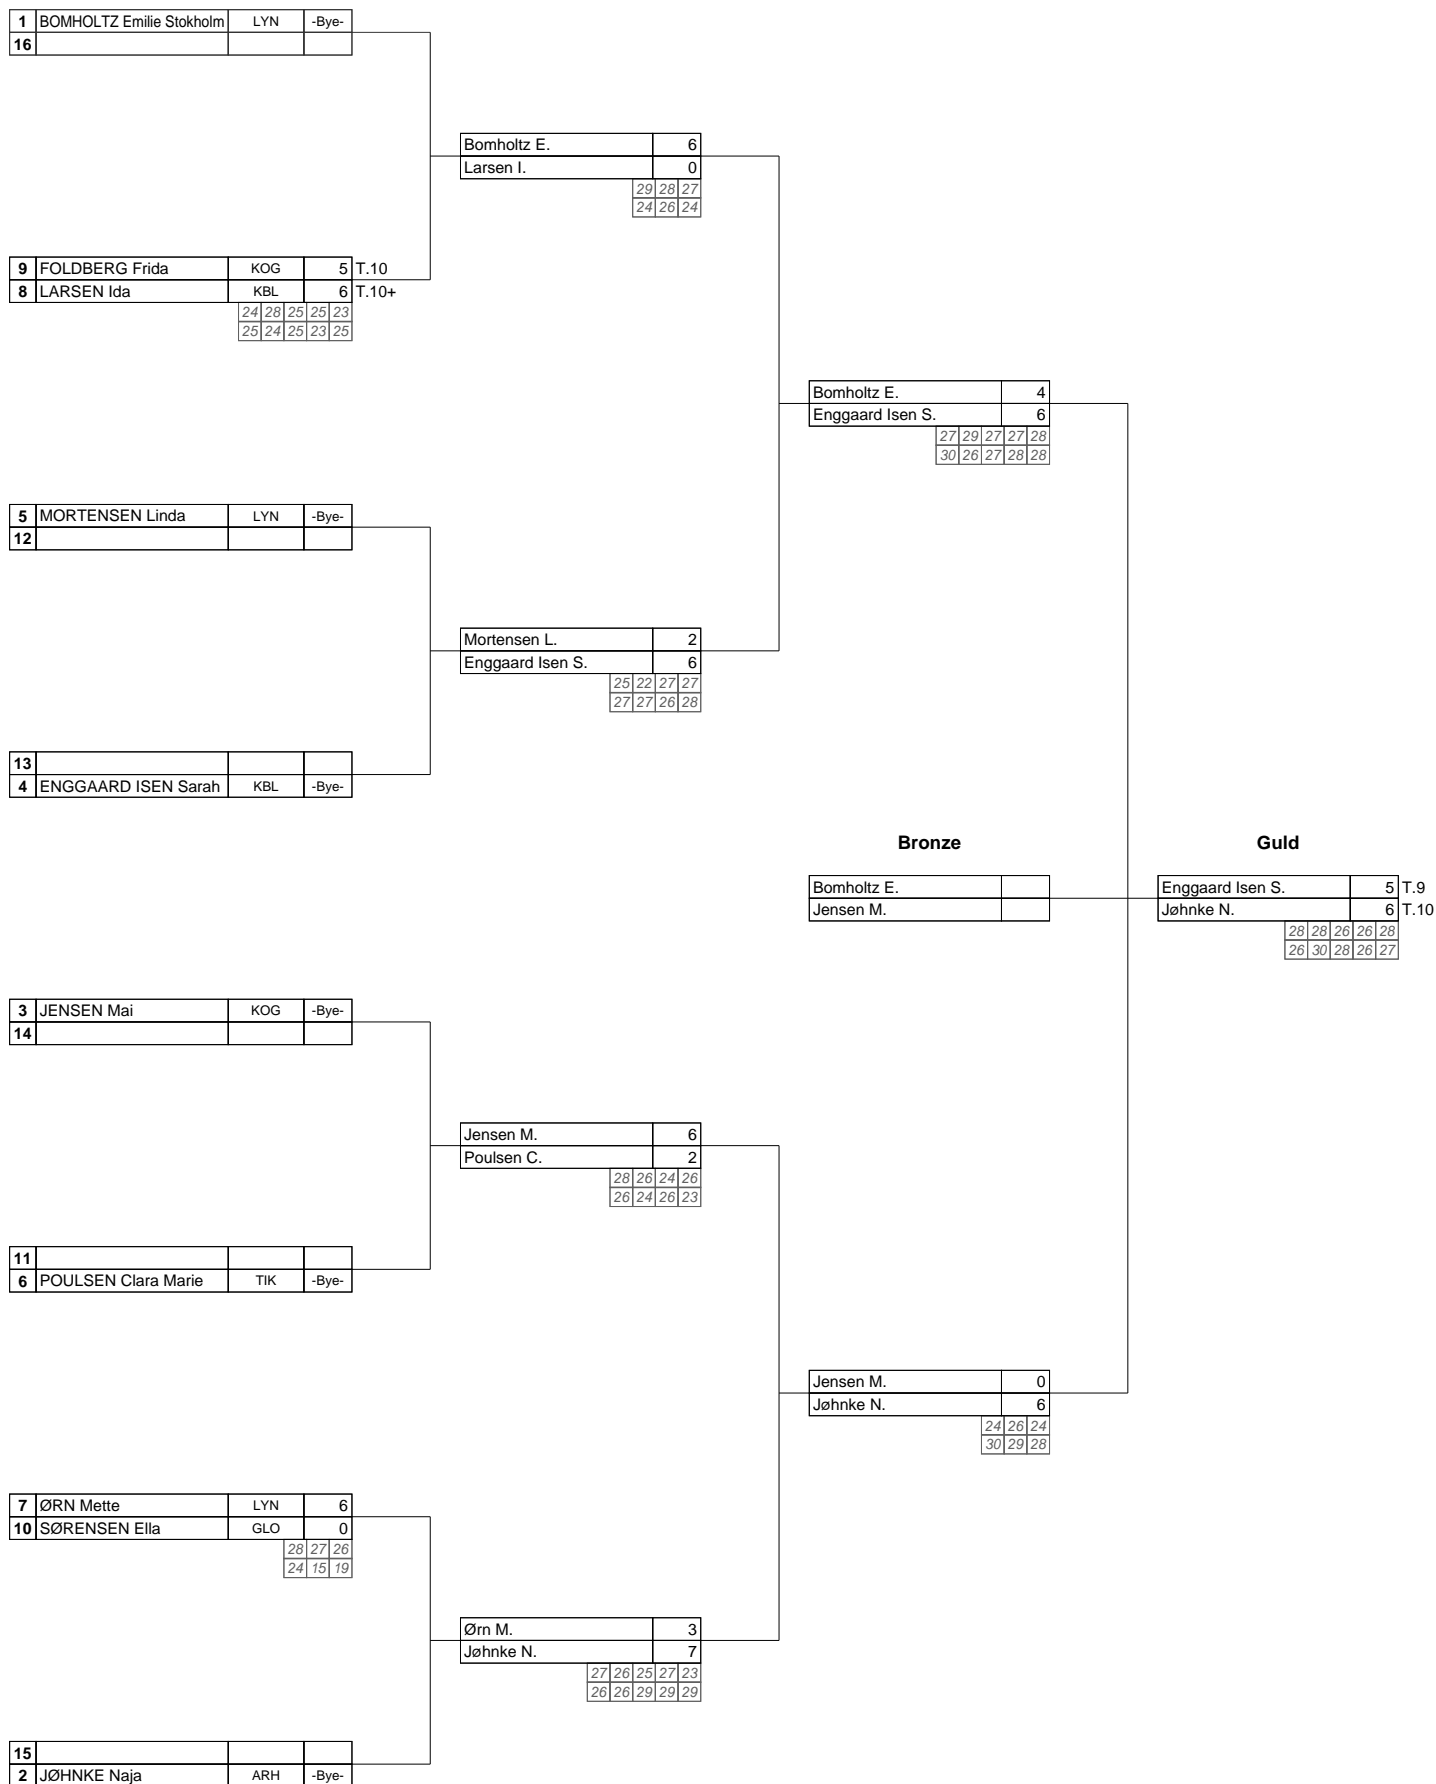 1 BOMHOLTZ Emilie Stokholm LYN -Bye-
16
Bomholtz E. 6
Larsen I. 0
29 28 27
24 26 24
9 FOLDBERG Frida KOG 5 T.10
8 LARSEN Ida KBL 6 T.10+
24 28 25 25 23
25 24 25 23 25
Bomholtz E. 4
Enggaard Isen S. 6
27 29 27 27 28
30 26 27 28 28
5 MORTENSEN Linda LYN -Bye-
12
Mortensen L. 2
Enggaard Isen S. 6
25 22 27 27
27 27 26 28
13
4 ENGGAARD ISEN Sarah KBL -Bye-
Bronze Guld
Bomholtz E. Enggaard Isen S. 5 T.9
Jensen M. Jøhnke N. 6 T.10
28 28 26 26 28
26 30 28 26 27
3 JENSEN Mai KOG -Bye-
14
Jensen M. 6
Poulsen C. 2
28 26 24 26
26 24 26 23
11
6 POULSEN Clara Marie TIK -Bye-
Jensen M. 0
Jøhnke N. 6
24 26 24
30 29 28
7 ØRN Mette LYN 6
10 SØRENSEN Ella GLO 0
28 27 26
24 15 19
Ørn M. 3
Jøhnke N. 7
27 26 25 27 23
26 26 29 29 29
15
2 JØHNKE Naja ARH -Bye-